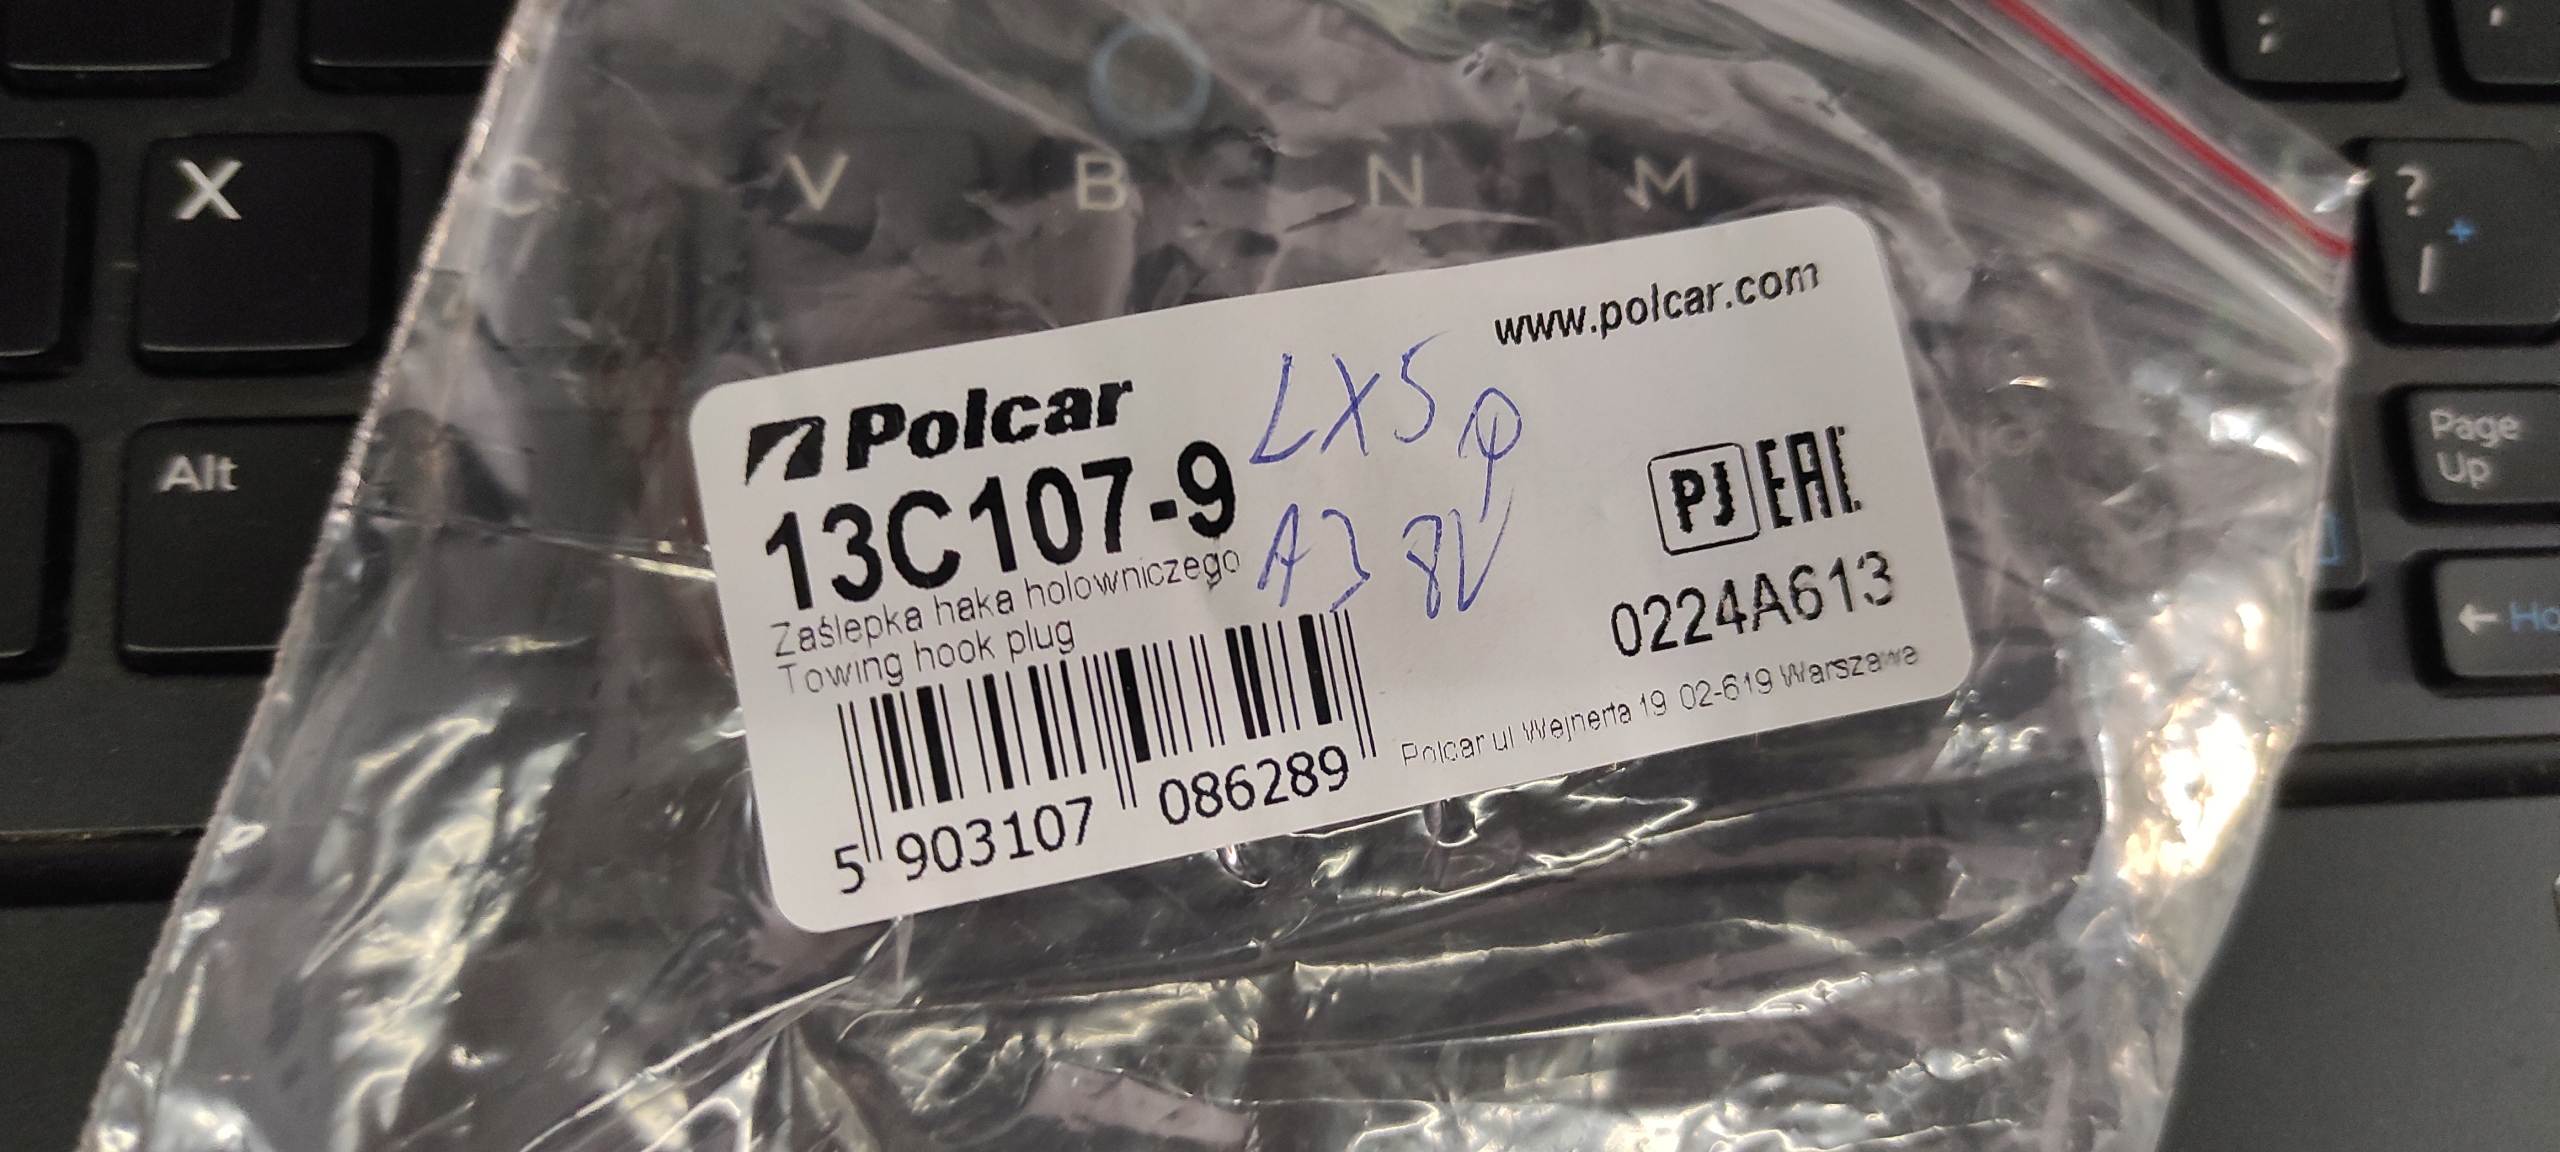 X C V B N M
?
/
+
Alt
Page
Up
← Ho
www.polcar.com
Polcar
LX5 φ
13C107-9
A3 8V
PJ EAC
Zaślepka haka holowniczego
Towing hook plug
0224A613
5 903107 086289
Polcar ul Wejnerta 19 02-619 Warszawa